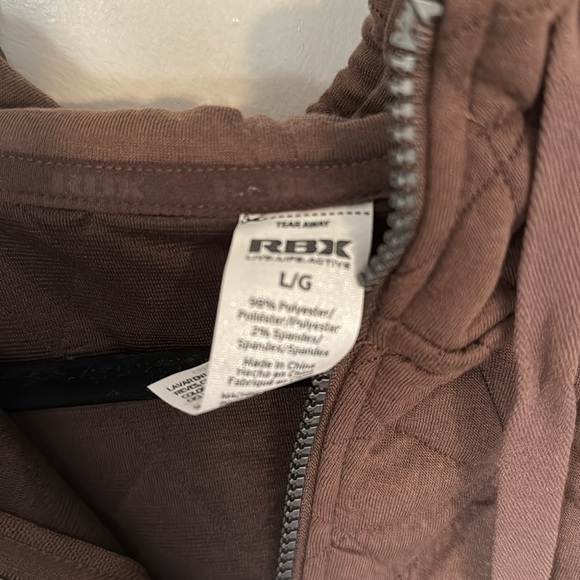 RBX
TEAR AWAY
RBX
LIVE·LIFE·ACTIVE
L/G
98% Polyester/
Poliéster/Polyester
2% Spandex/
Spandex/Spandex
Made in China
Hecho en China
Fabriqué en